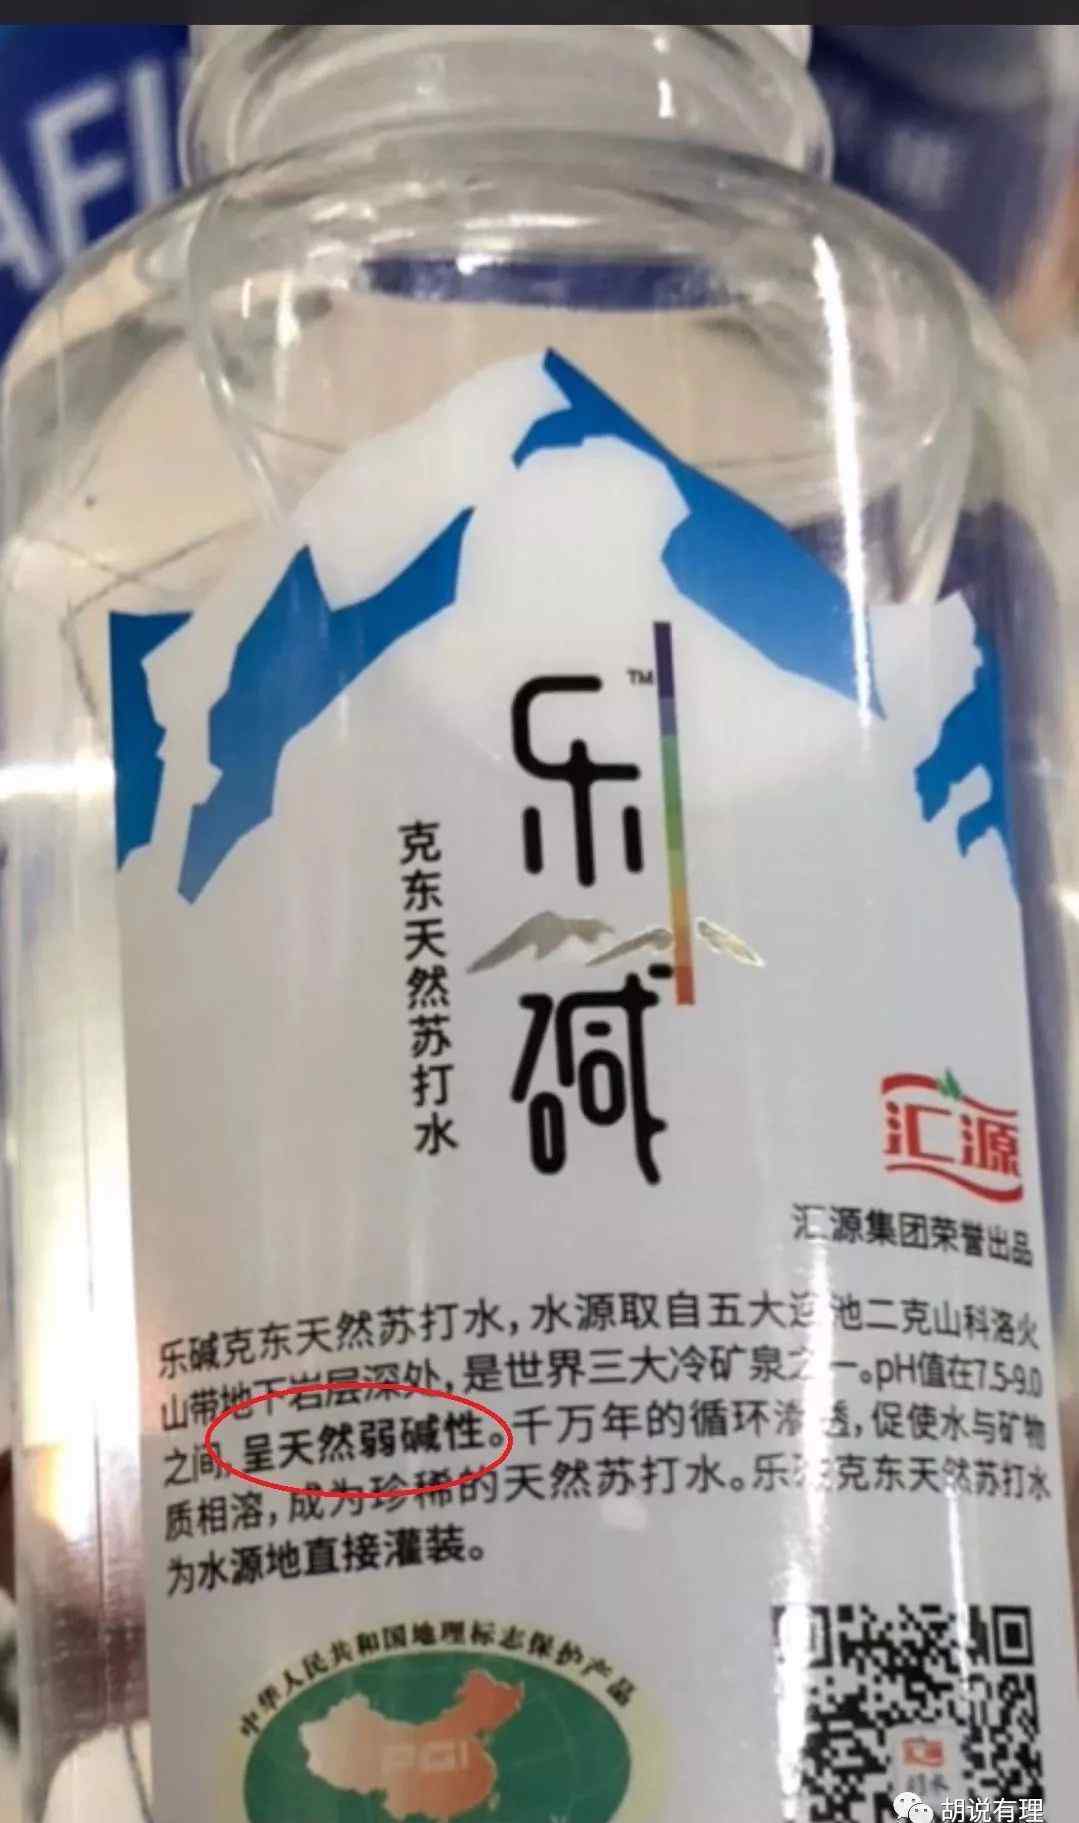 乐
TM
碱
克东天然苏打水
汇源
汇源集团荣誉出品
乐碱克东天然苏打水，水源取自五大连池二克山科洛火
山带地下岩层深处，是世界三大冷矿泉之一。pH值在7.5-9.0
之间，呈天然弱碱性。千万年的循环渗透，促使水与矿物
质相溶，成为珍稀的天然苏打水。乐碱克东天然苏打水
为水源地直接灌装。
中华人民共和国地理标志保护产品
PGI
胡说有理